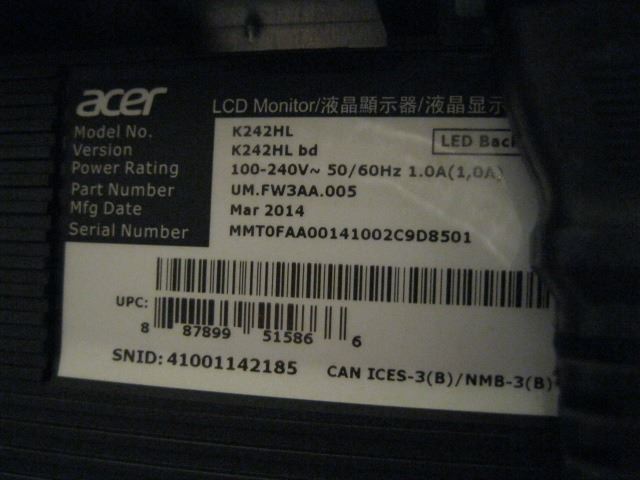 acer LCD Monitor/液晶顯示器/液晶显示
Model No. K242HL
LED
Version K242HL bd
Power Rating 100-240V~ 50/60Hz 1.0A(1,0A)
Part Number UM.FW3AA.005
Mfg Date Mar 2014
Serial Number MMT0FAA00141002C9D8501
UPC: 8 87899 51586 6
SNID: 41001142185 CAN ICES-3(B)/NMB-3(B)